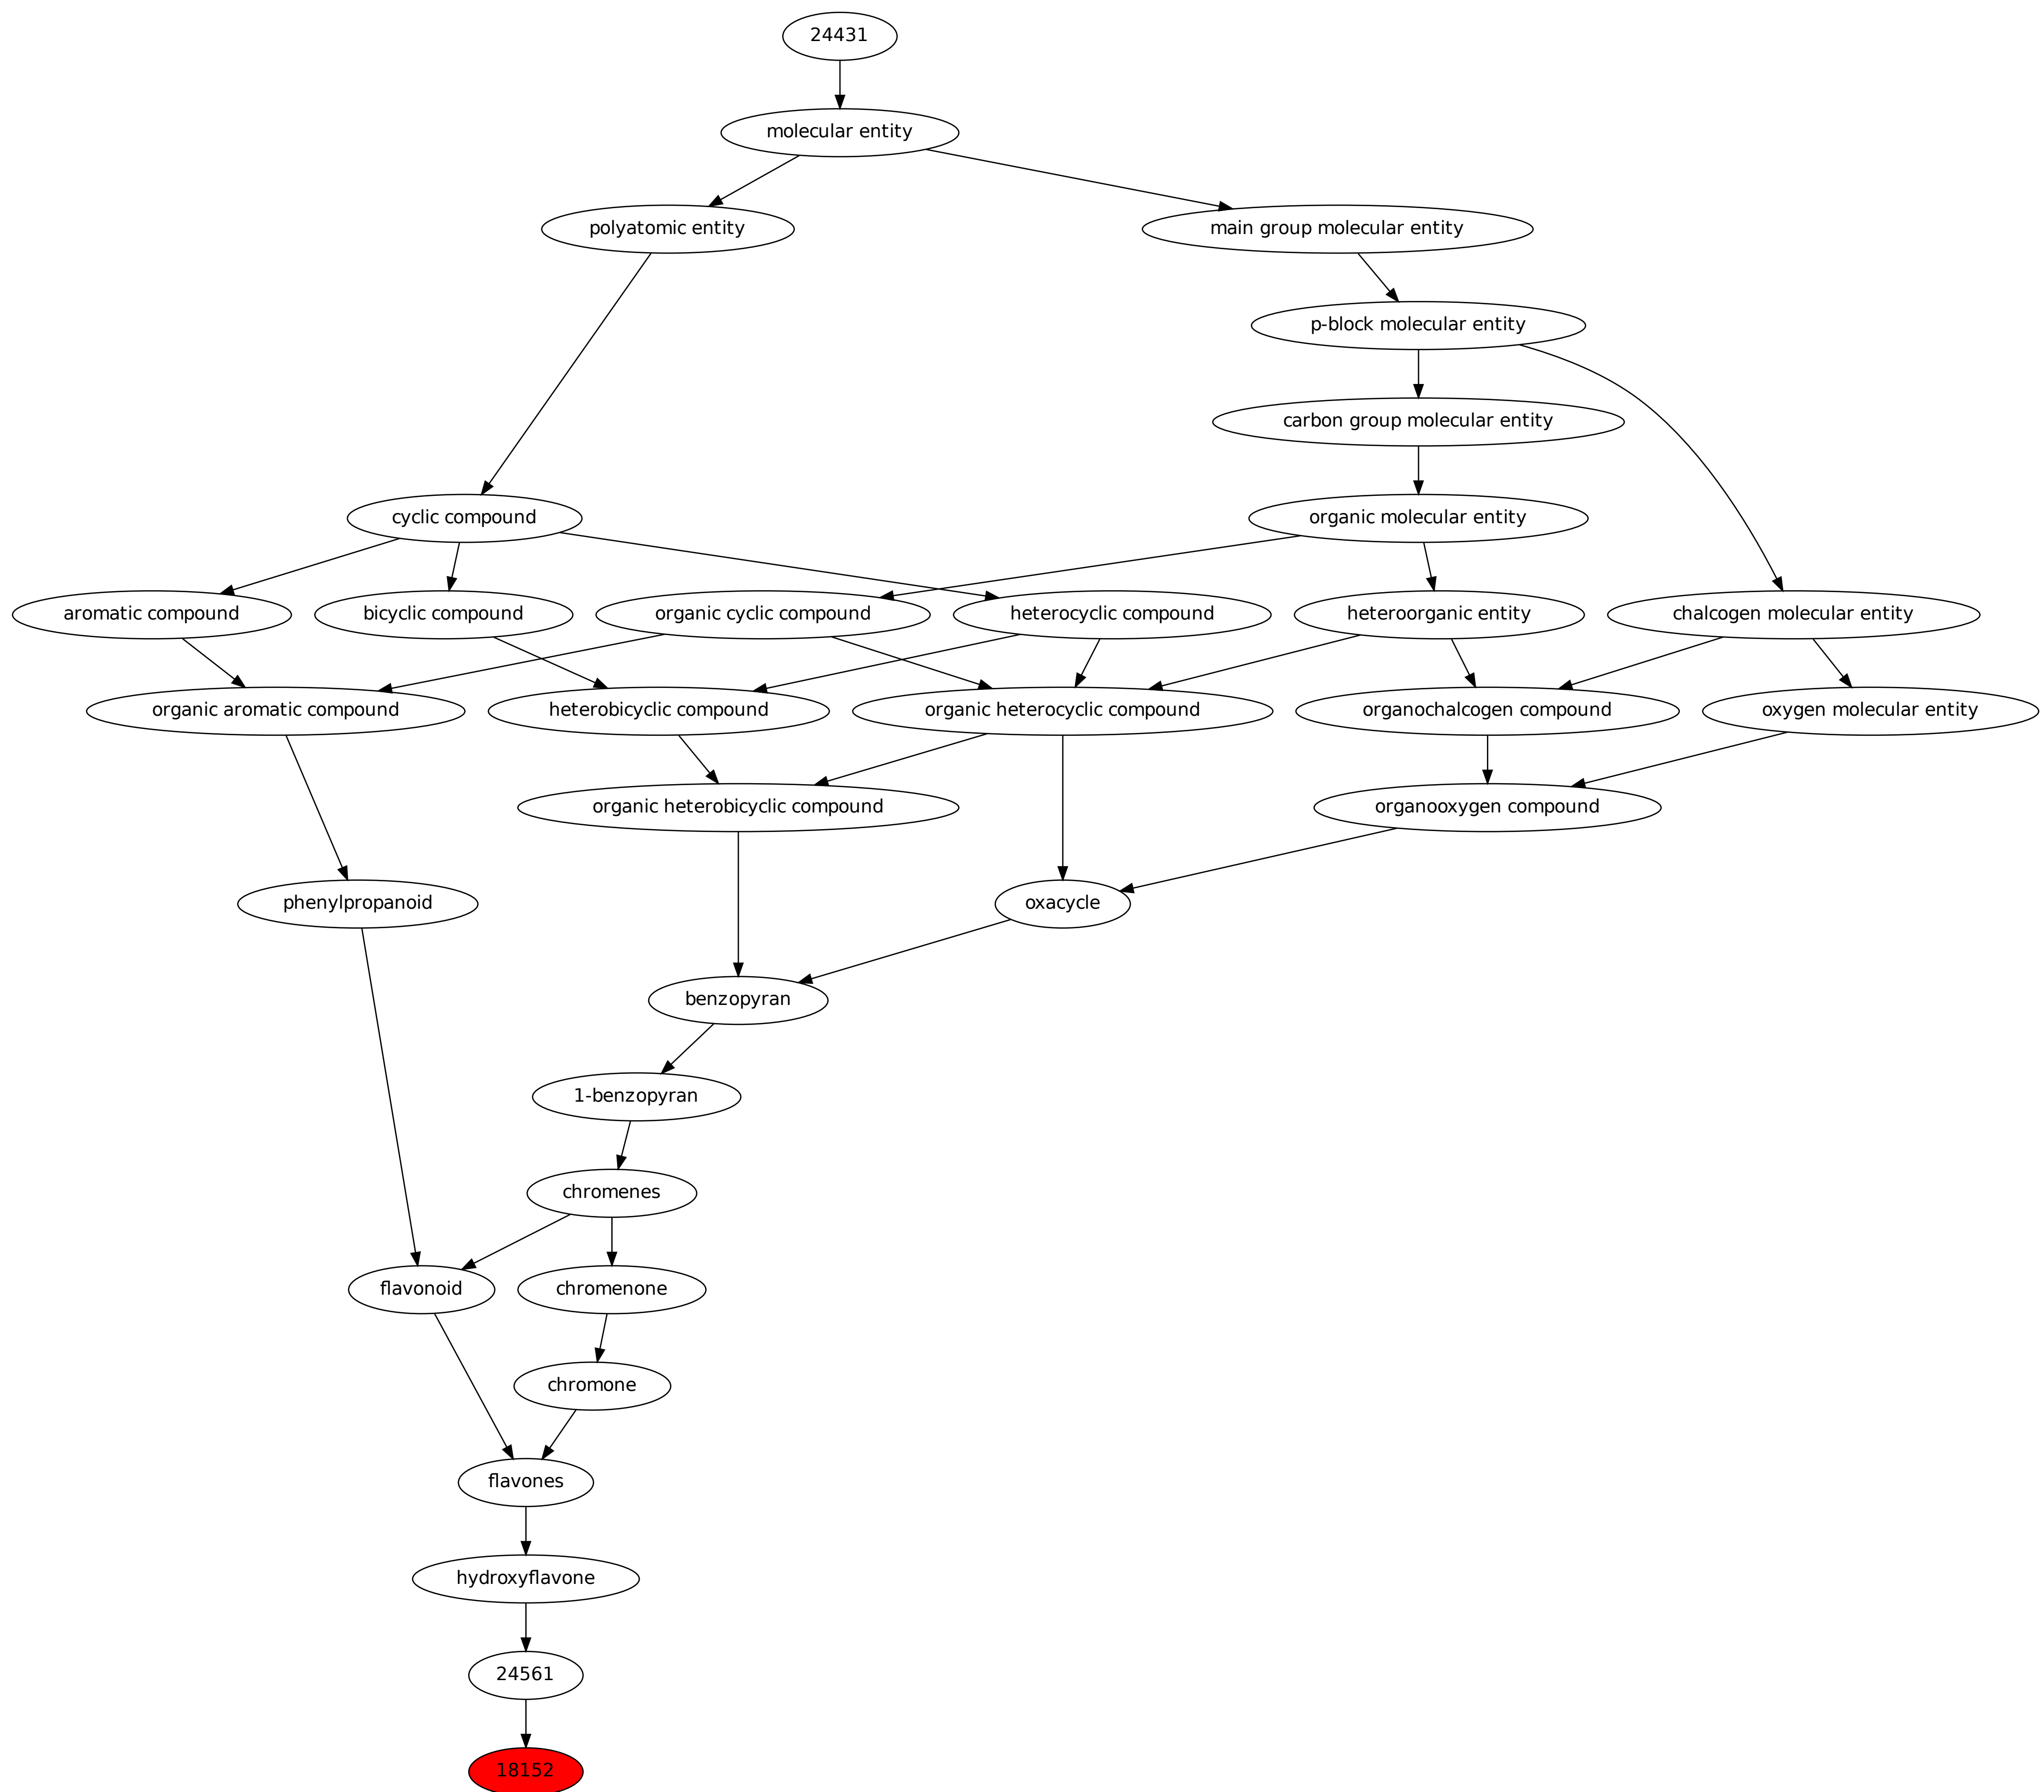 24431
molecular entity
polyatomic entity
main group molecular entity
p-block molecular entity
carbon group molecular entity
cyclic compound
organic molecular entity
aromatic compound
bicyclic compound
organic cyclic compound
heterocyclic compound
heteroorganic entity
chalcogen molecular entity
organic aromatic compound
heterobicyclic compound
organic heterocyclic compound
organochalcogen compound
oxygen molecular entity
organic heterobicyclic compound
organooxygen compound
phenylpropanoid
oxacycle
benzopyran
1-benzopyran
chromenes
flavonoid
chromenone
chromone
flavones
hydroxyflavone
24561
18152